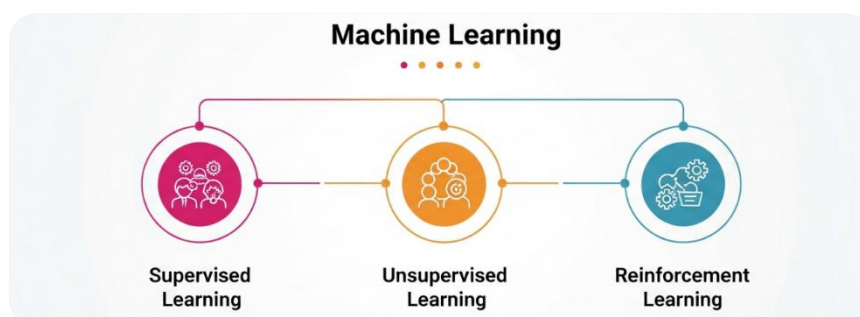 Machine Learning
Supervised
Learning
Unsupervised
Learning
Reinforcement
Learning